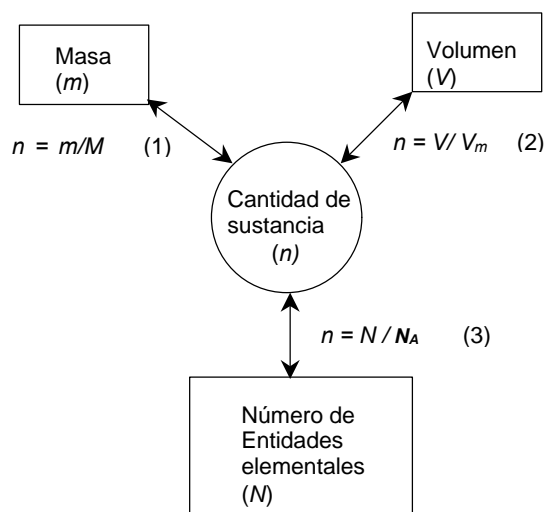 Masa
(m)
Volumen
(V)
n = m/M (1)
n = V/ Vm (2)
Cantidad de
sustancia
(n)
n = N / NA (3)
Número de
Entidades
elementales
(N)